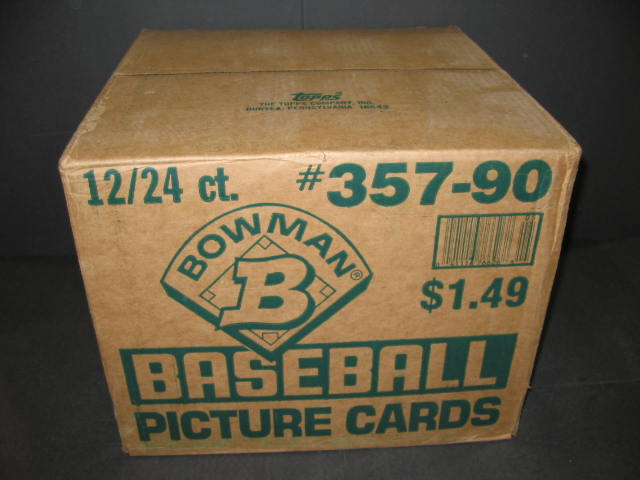 Topps
THE TOPPS COMPANY, INC.
DURYEA, PENNSYLVANIA 18642
12/24 ct. #357-90
BOWMAN®
B
$1.49
BASEBALL
PICTURE CARDS